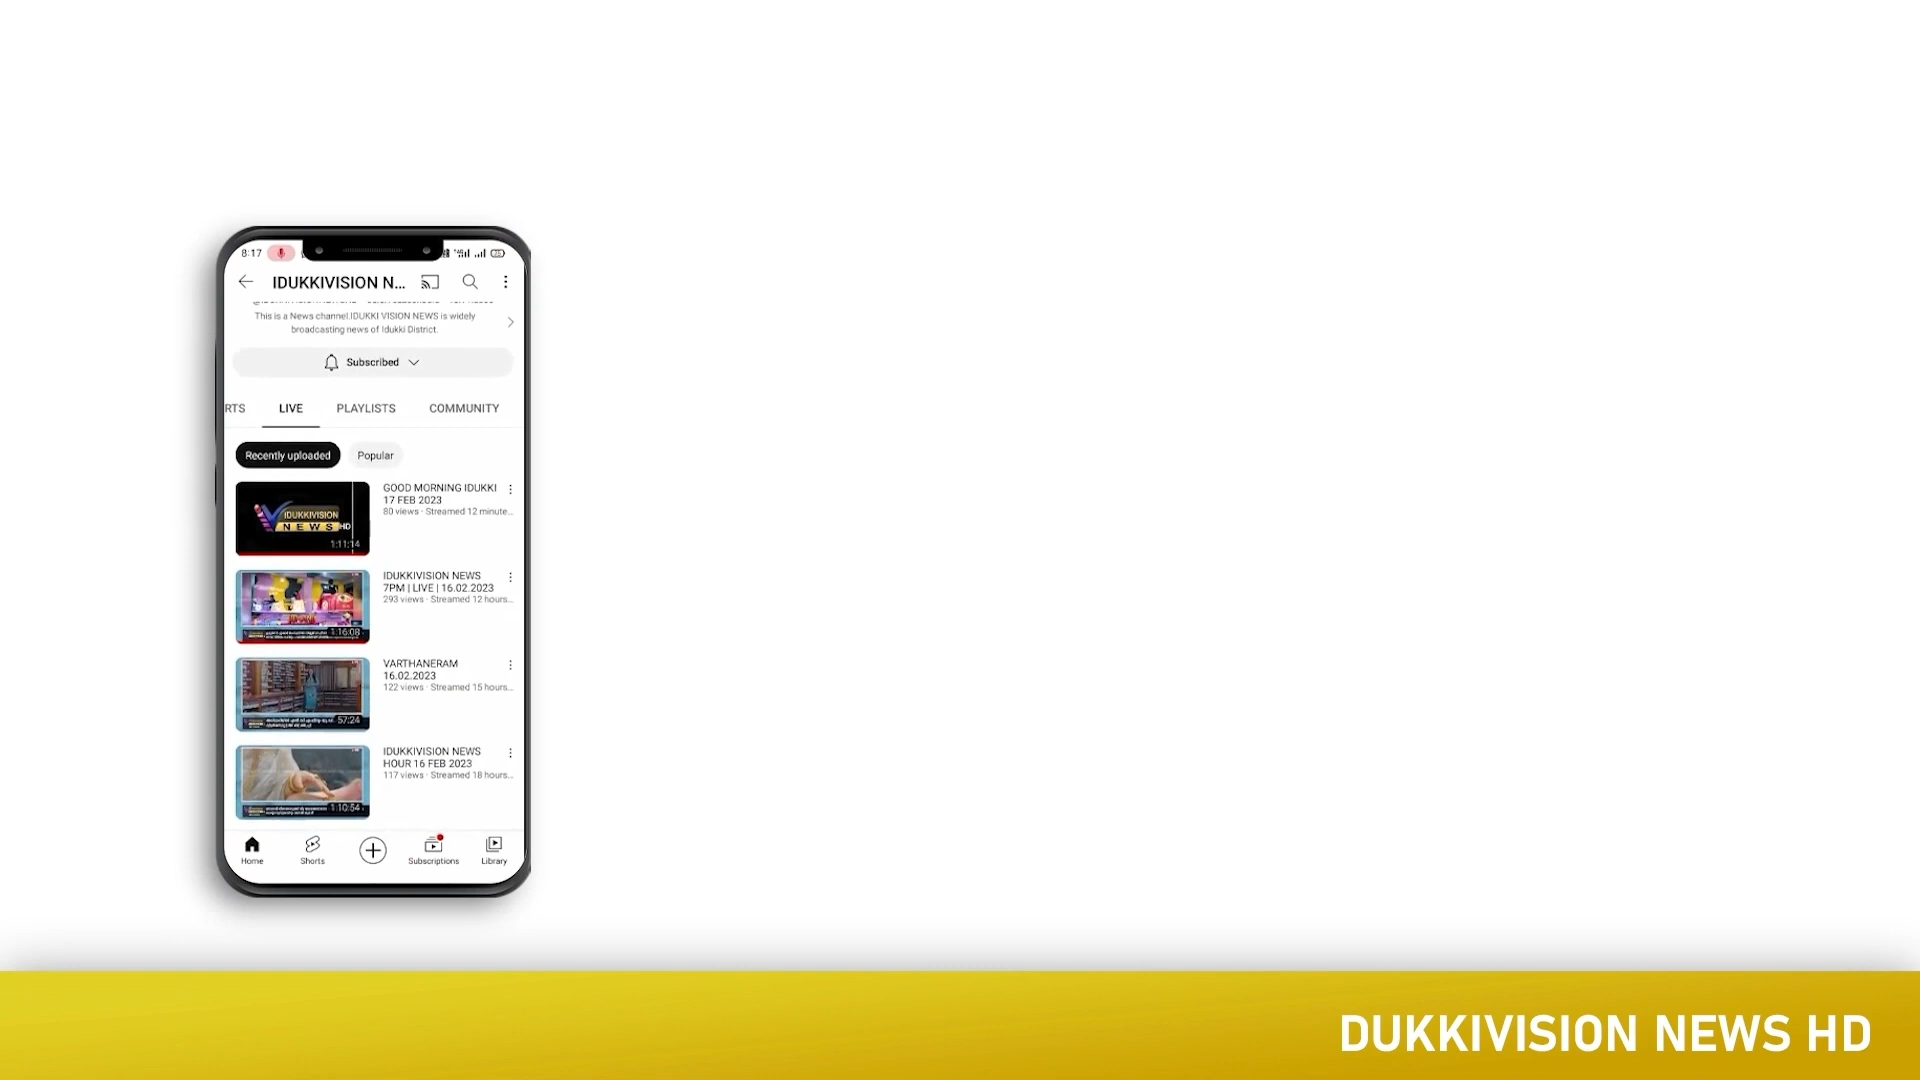 8:17
IDUKKIVISION N...
This is a News channel.IDUKKI VISION NEWS is widely
broadcasting news of Idukki District.
Subscribed
RTS LIVE PLAYLISTS COMMUNITY
Recently uploaded Popular
IDUKKIVISION
NEWS HD
1:11:14
GOOD MORNING IDUKKI
17 FEB 2023
80 views · Streamed 12 minute...
1:16:08
IDUKKIVISION NEWS
7PM | LIVE | 16.02.2023
293 views · Streamed 12 hours...
57:24
VARTHANERAM
16.02.2023
122 views · Streamed 15 hours...
1:10:54
IDUKKIVISION NEWS
HOUR 16 FEB 2023
117 views · Streamed 18 hours...
Home Shorts Subscriptions Library
DUKKIVISION NEWS HD